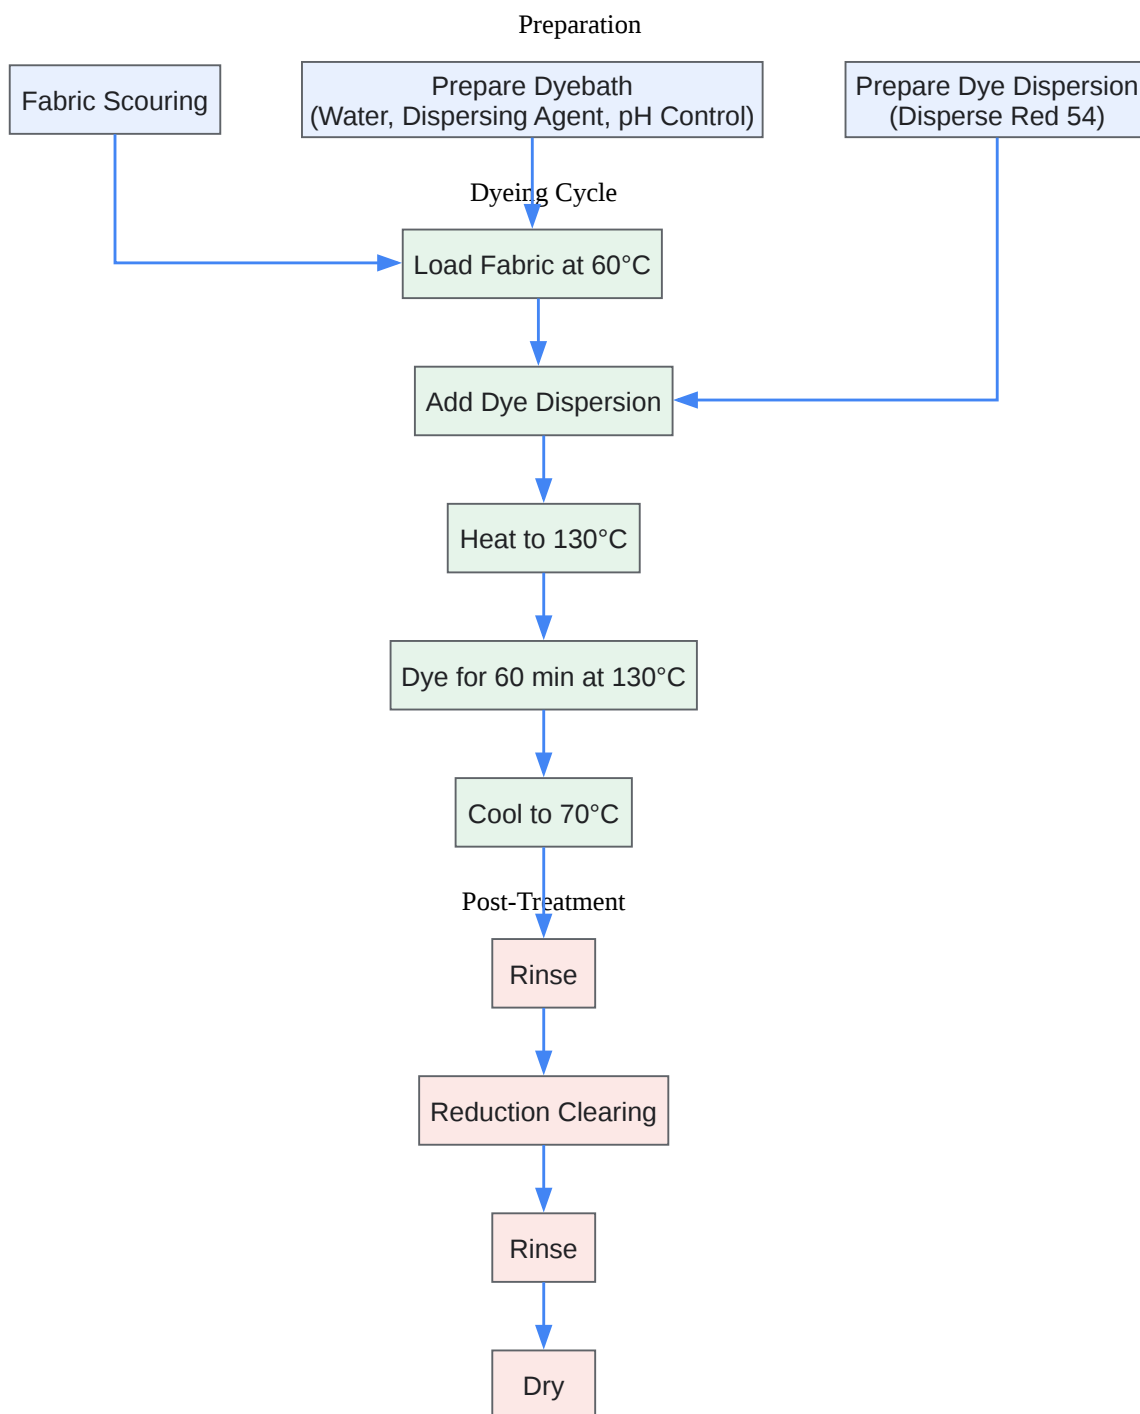 Preparation
Fabric Scouring
Prepare Dyebath
(Water, Dispersing Agent, pH Control)
Prepare Dye Dispersion
(Disperse Red 54)
Dyeing Cycle
Load Fabric at 60°C
Add Dye Dispersion
Heat to 130°C
Dye for 60 min at 130°C
Cool to 70°C
Post-Treatment
Rinse
Reduction Clearing
Rinse
Dry